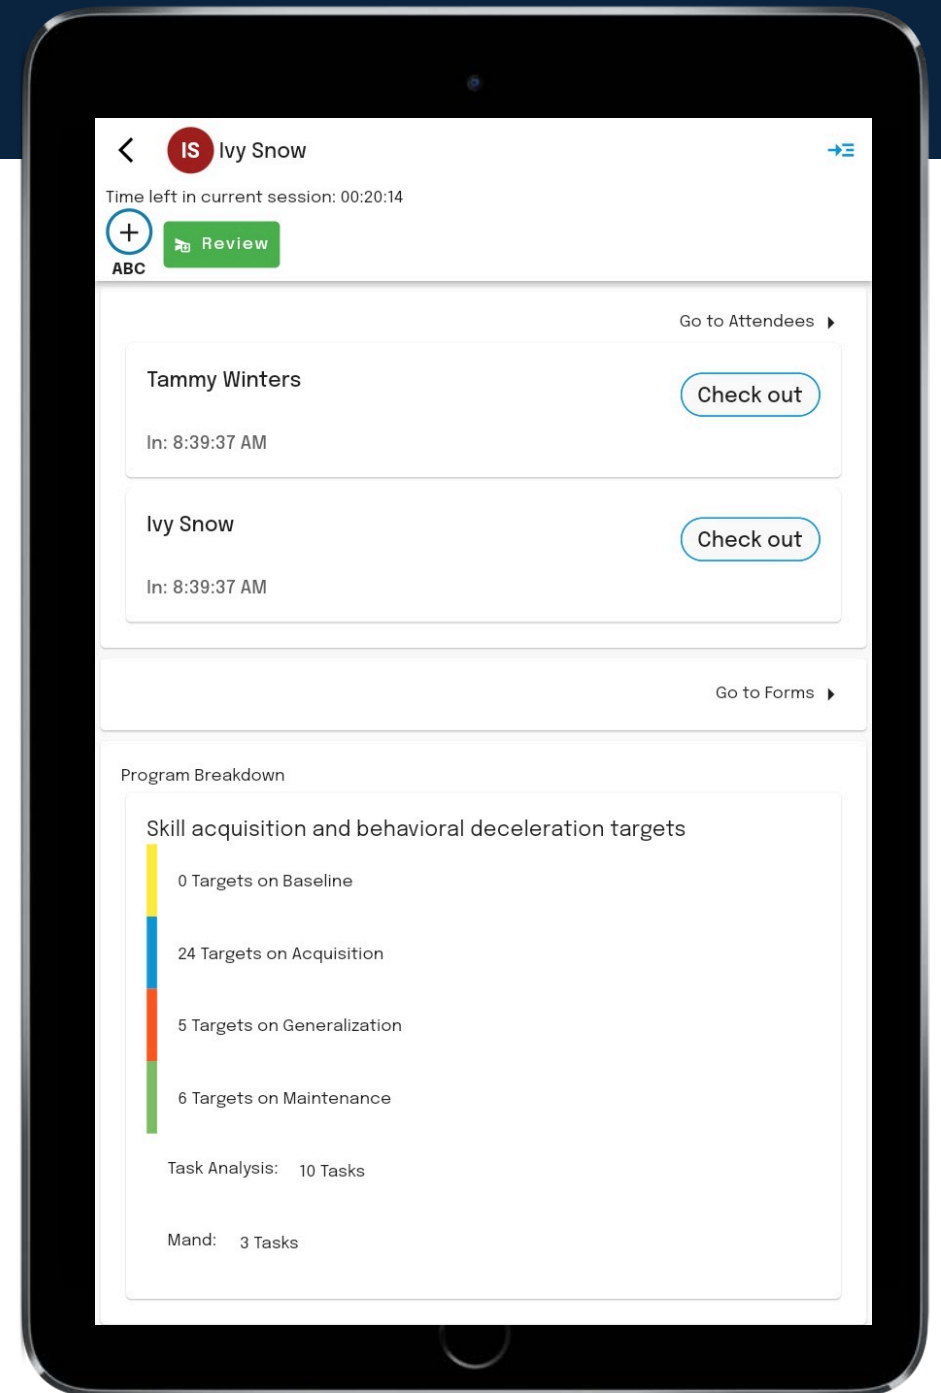 IS Ivy Snow
Time left in current session: 00:20:14
Review
ABC
Go to Attendees
Tammy Winters
Check out
In: 8:39:37 AM
Ivy Snow
Check out
In: 8:39:37 AM
Go to Forms
Program Breakdown
Skill acquisition and behavioral deceleration targets
0 Targets on Baseline
24 Targets on Acquisition
5 Targets on Generalization
6 Targets on Maintenance
Task Analysis: 10 Tasks
Mand: 3 Tasks